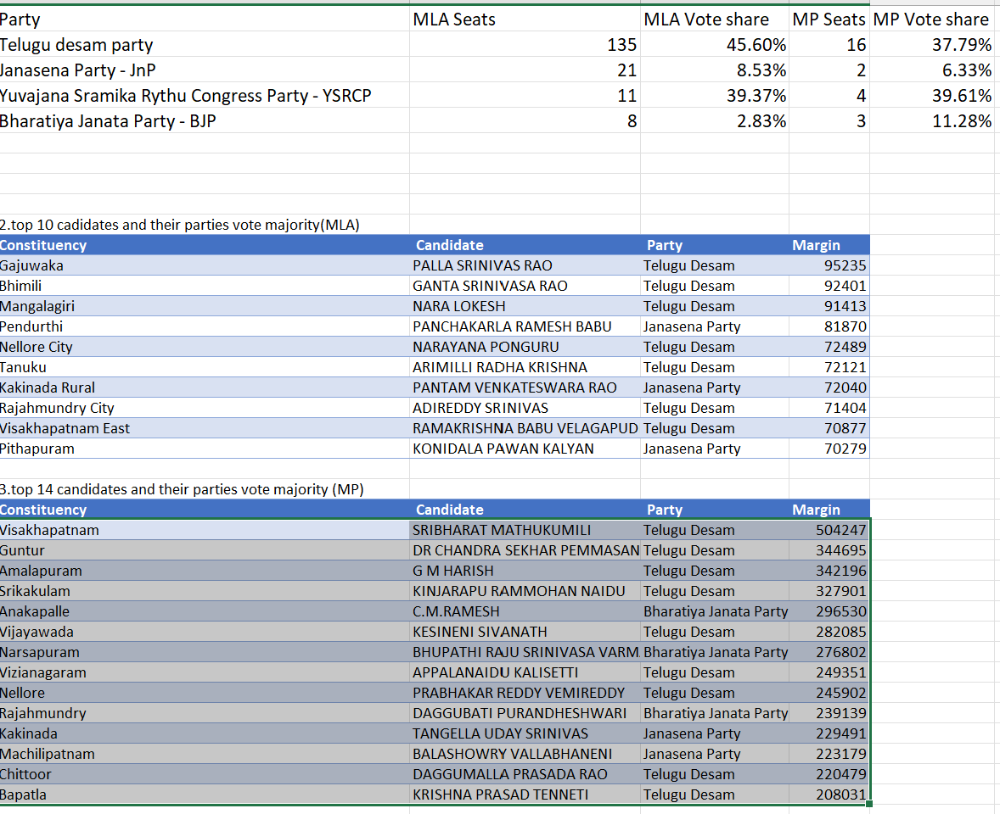 Party MLA Seats MLA Vote share MP Seats MP Vote share
Telugu desam party 135 45.60% 16 37.79%
Janasena Party - JnP 21 8.53% 2 6.33%
Yuvajana Sramika Rythu Congress Party - YSRCP 11 39.37% 4 39.61%
Bharatiya Janata Party - BJP 8 2.83% 3 11.28%
2.top 10 cadidates and their parties vote majority(MLA)
Constituency Candidate Party Margin
Gajuwaka PALLA SRINIVAS RAO Telugu Desam 95235
Bhimili GANTA SRINIVASA RAO Telugu Desam 92401
Mangalagiri NARA LOKESH Telugu Desam 91413
Pendurthi PANCHAKARLA RAMESH BABU Janasena Party 81870
Nellore City NARAYANA PONGURU Telugu Desam 72489
Tanuku ARIMILLI RADHA KRISHNA Telugu Desam 72121
Kakinada Rural PANTAM VENKATESWARA RAO Janasena Party 72040
Rajahmundry City ADIREDDY SRINIVAS Telugu Desam 71404
Visakhapatnam East RAMAKRISHNA BABU VELAGAPUD Telugu Desam 70877
Pithapuram KONIDALA PAWAN KALYAN Janasena Party 70279
3.top 14 candidates and their parties vote majority (MP)
Constituency Candidate Party Margin
Visakhapatnam SRIBHARAT MATHUKUMILI Telugu Desam 504247
Guntur DR CHANDRA SEKHAR PEMMASAN Telugu Desam 344695
Amalapuram G M HARISH Telugu Desam 342196
Srikakulam KINJARAPU RAMMOHAN NAIDU Telugu Desam 327901
Anakapalle C.M.RAMESH Bharatiya Janata Party 296530
Vijayawada KESINENI SIVANATH Telugu Desam 282085
Narsapuram BHUPATHI RAJU SRINIVASA VARM Bharatiya Janata Party 276802
Vizianagaram APPALANAIDU KALISETTI Telugu Desam 249351
Nellore PRABHAKAR REDDY VEMIREDDY Telugu Desam 245902
Rajahmundry DAGGUBATI PURANDHESHWARI Bharatiya Janata Party 239139
Kakinada TANGELLA UDAY SRINIVAS Janasena Party 229491
Machilipatnam BALASHOWRY VALLABHANENI Janasena Party 223179
Chittoor DAGGUMALLA PRASADA RAO Telugu Desam 220479
Bapatla KRISHNA PRASAD TENNETI Telugu Desam 208031